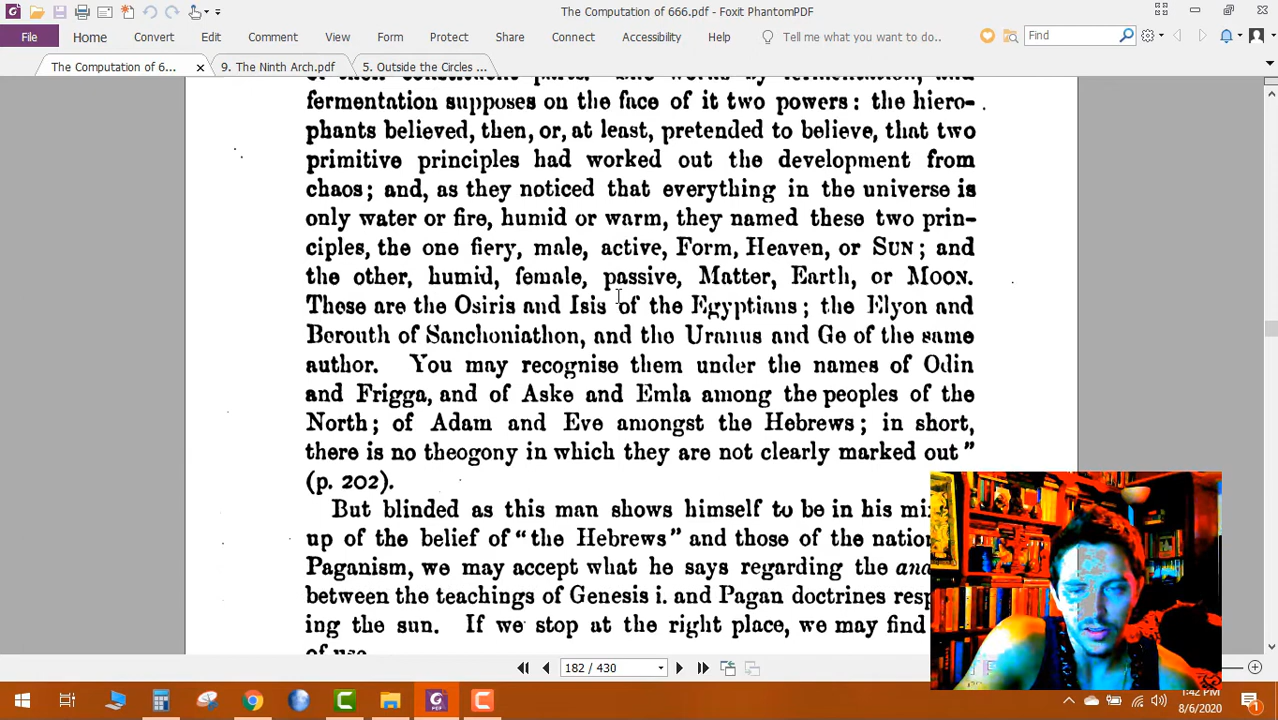 The Computation of 666.pdf - Foxit PhantomPDF
File Home Convert Edit Comment View Form Protect Share Connect Accessibility Help Tell me what you want to do.. Find
The Computation of 6... 9. The Ninth Arch.pdf 5. Outside the Circles ...
fermentation supposes on the face of it two powers : the hiero-
phants believed, then, or, at least, pretended to believe, that two
primitive principles had worked out the development from
chaos ; and, as they noticed that everything in the universe is
only water or fire, humid or warm, they named these two prin-
ciples, the one fiery, male, active, Form, Heaven, or SUN ; and
the other, humid, female, passive, Matter, Earth, or MOON.
These are the Osiris and Isis of the Egyptians ; the Elyon and
Berouth of Sanchoniathon, and the Uranus and Ge of the same
author. You may recognise them under the names of Odin
and Frigga, and of Aske and Emla among the peoples of the
North ; of Adam and Eve amongst the Hebrews ; in short,
there is no theogony in which they are not clearly marked out”
(p. 202).
But blinded as this man shows himself to be in his mi
up of the belief of “the Hebrews” and those of the nation
Paganism, we may accept what he says regarding the ana
between the teachings of Genesis i. and Pagan doctrines resp
ing the sun. If we stop at the right place, we may find
of use
182 / 430
1:42 PM
8/6/2020